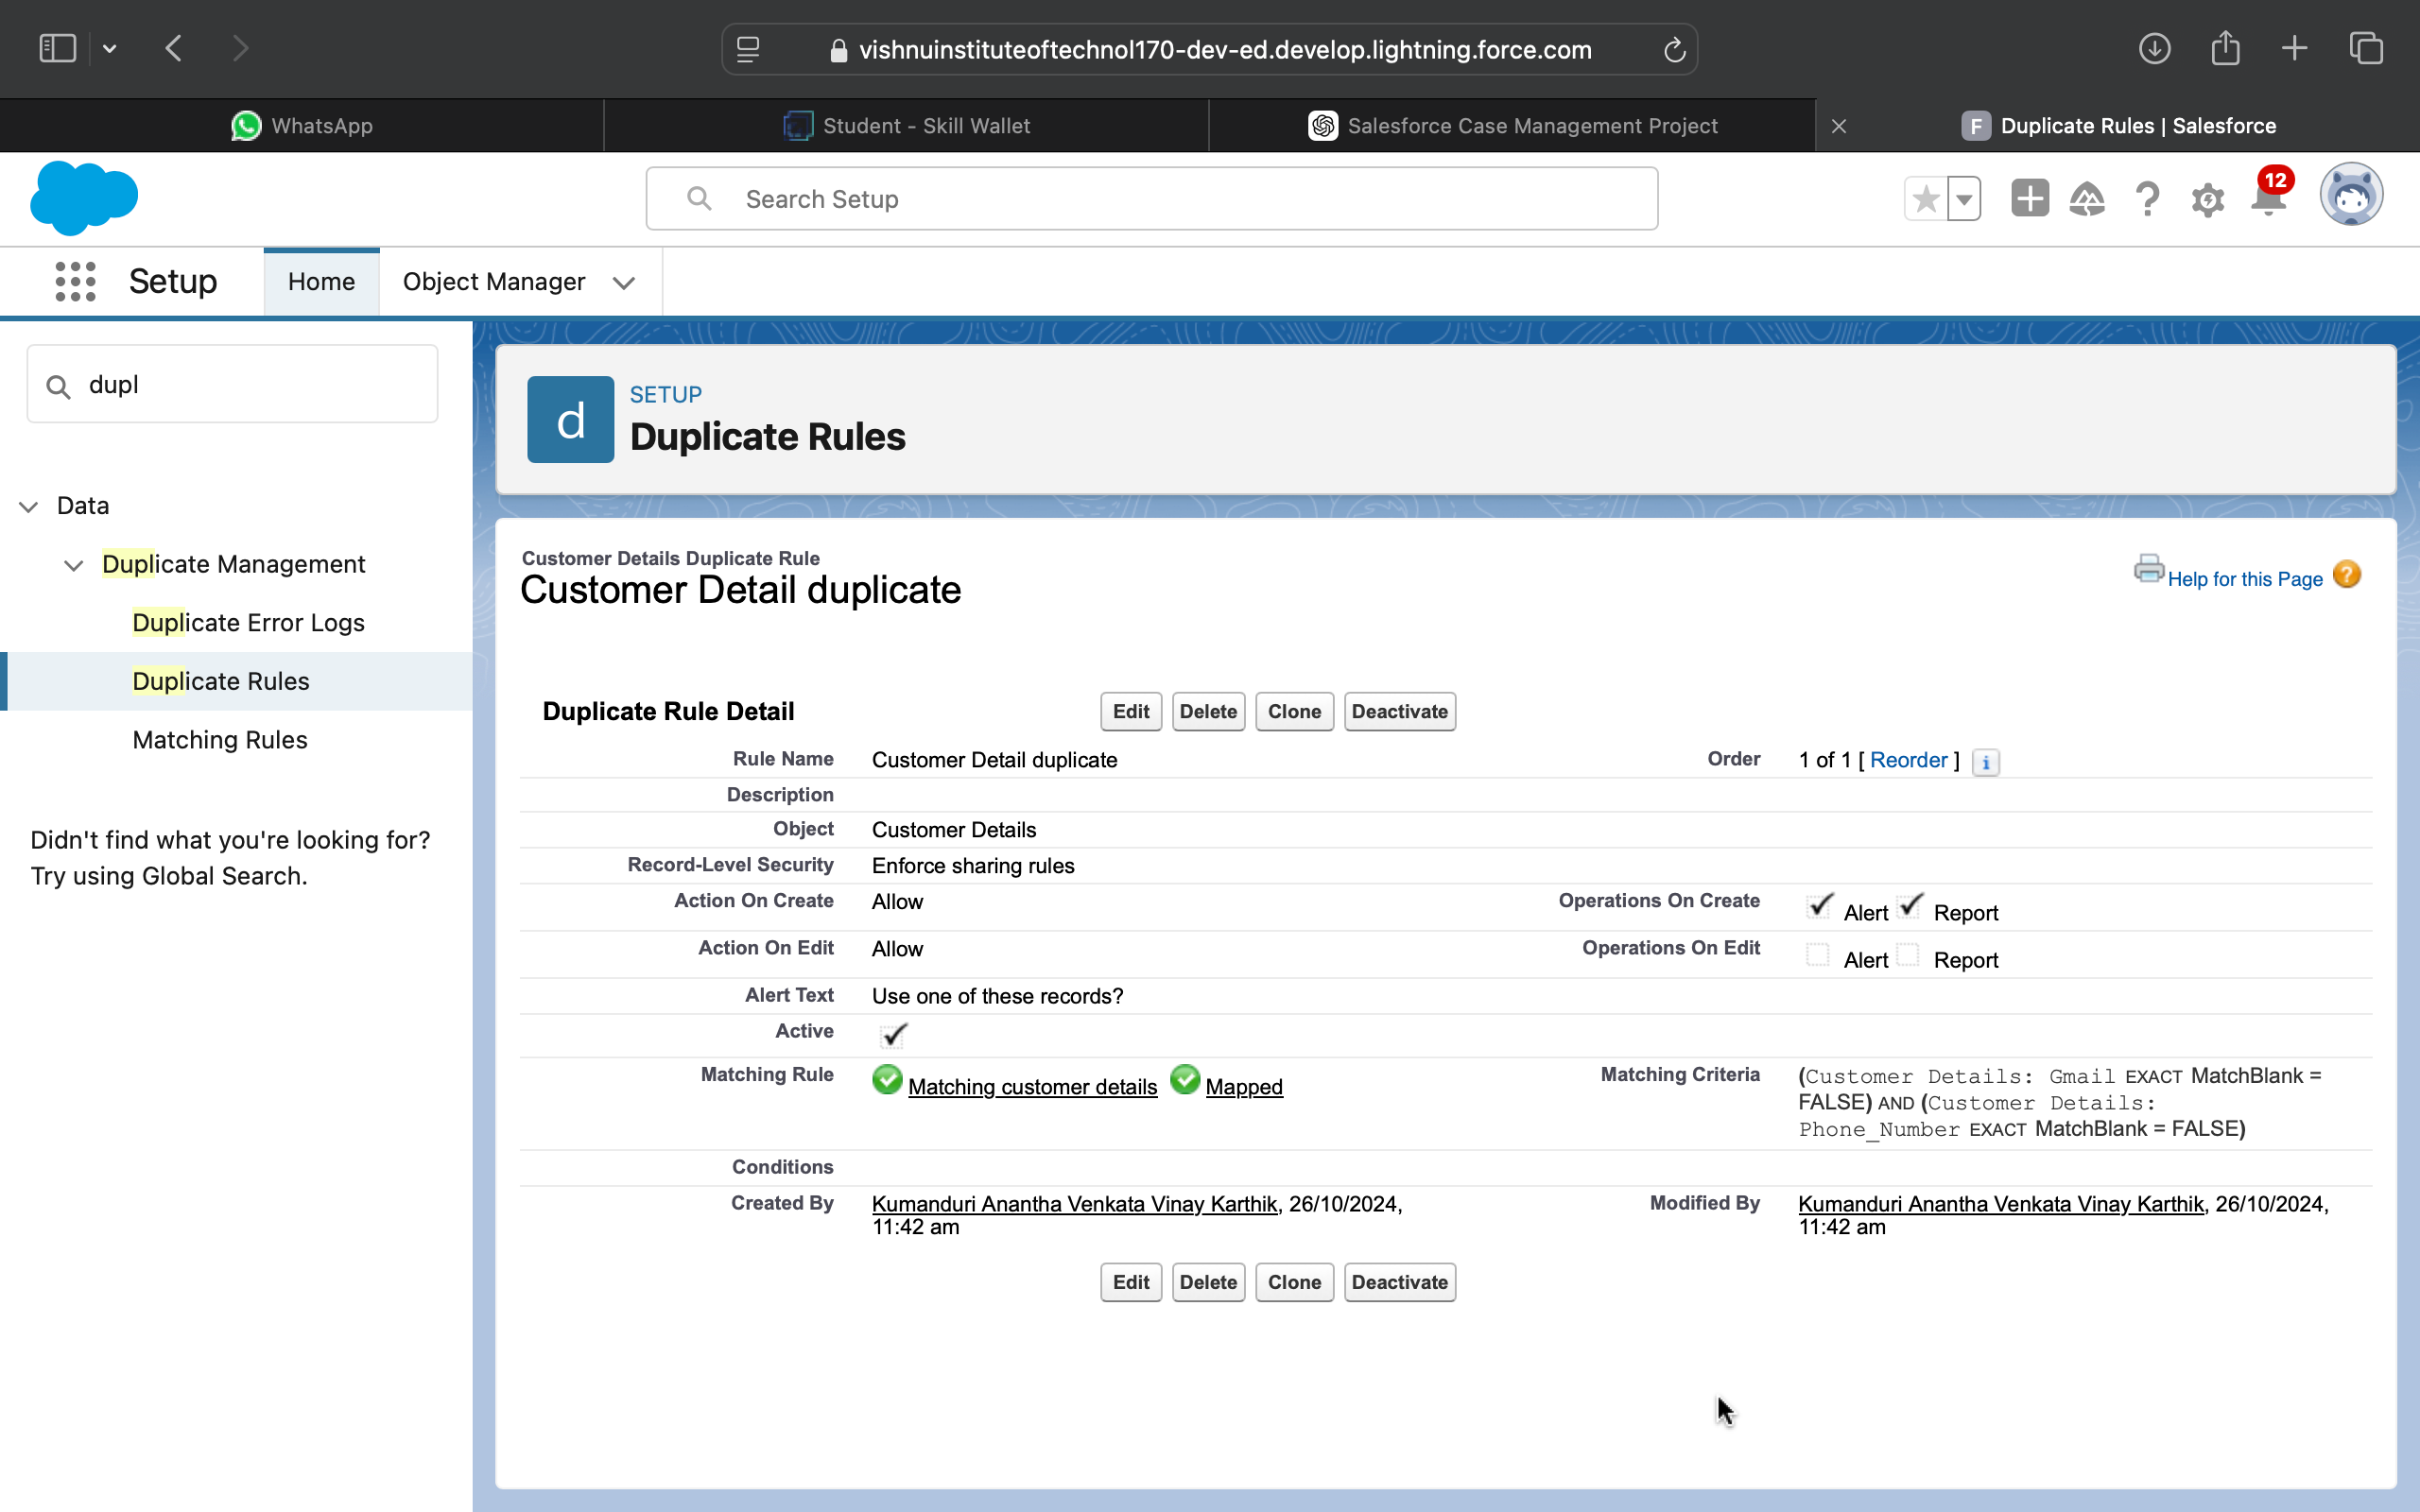 vishnuinstituteoftechnol170-dev-ed.develop.lightning.force.com
WhatsApp
Student - Skill Wallet
Salesforce Case Management Project
F Duplicate Rules | Salesforce
Search Setup
12
Setup
Home
Object Manager
dupl
Data
Duplicate Management
Duplicate Error Logs
Duplicate Rules
Matching Rules
Didn't find what you're looking for?
Try using Global Search.
d
SETUP
Duplicate Rules
Customer Details Duplicate Rule
Customer Detail duplicate
Help for this Page ?
Duplicate Rule Detail
Edit Delete Clone Deactivate
Rule Name Customer Detail duplicate Order 1 of 1 [ Reorder ] i
Description
Object Customer Details
Record-Level Security Enforce sharing rules
Action On Create Allow Operations On Create Alert Report
Action On Edit Allow Operations On Edit Alert Report
Alert Text Use one of these records?
Active
Matching Rule Matching customer details Mapped Matching Criteria (Customer Details: Gmail EXACT MatchBlank =
FALSE) AND (Customer Details:
Phone_Number EXACT MatchBlank = FALSE)
Conditions
Created By Kumanduri Anantha Venkata Vinay Karthik, 26/10/2024, Modified By Kumanduri Anantha Venkata Vinay Karthik, 26/10/2024,
11:42 am 11:42 am
Edit Delete Clone Deactivate